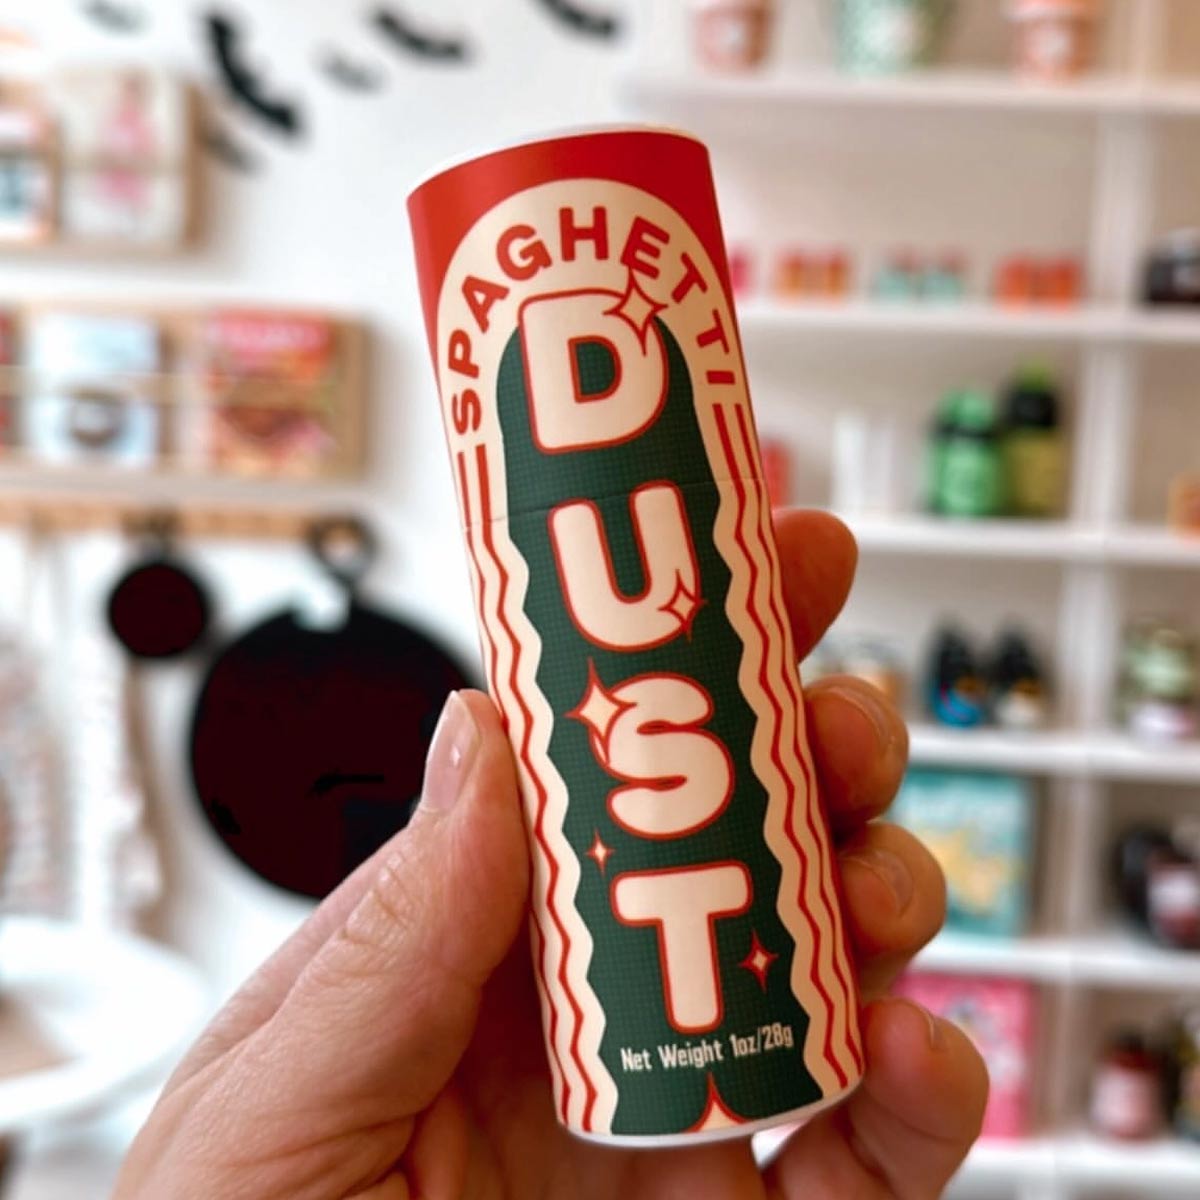 SPAGHETTI
DUST
Net Weight 1oz/28g